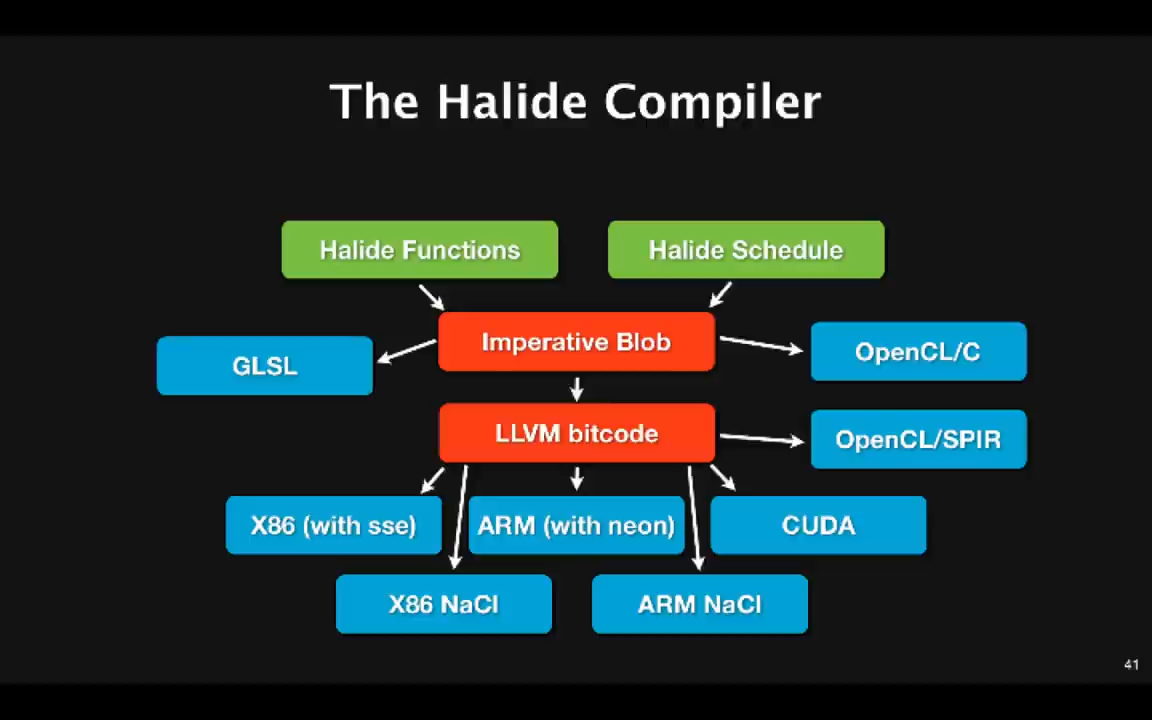 The Halide Compiler
Halide Functions
Halide Schedule
Imperative Blob
GLSL
OpenCL/C
LLVM bitcode
OpenCL/SPIR
X86 (with sse)
ARM (with neon)
CUDA
X86 NaCl
ARM NaCl
41